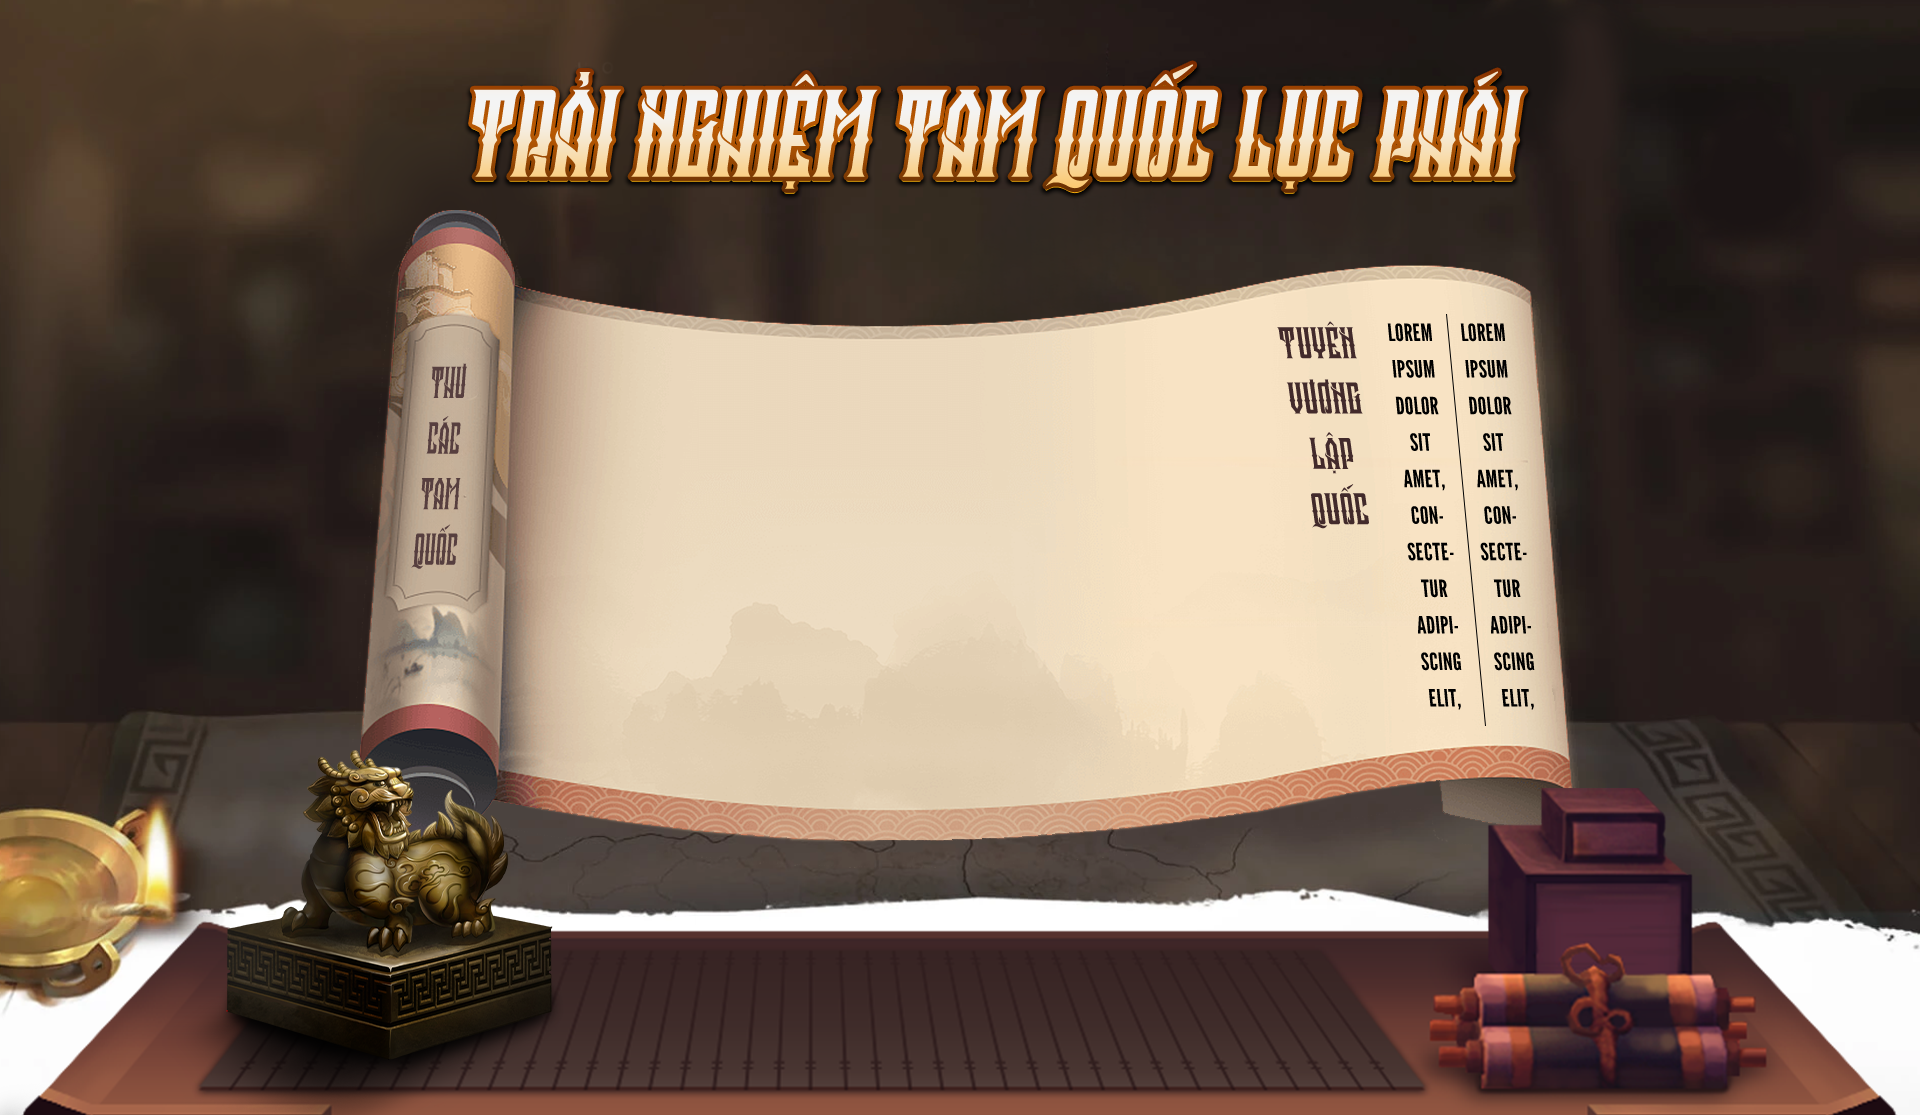 TRẢI NGHIỆM TAM QUỐC LỤC PHÁI
THƯ
CÁC
TAM
QUỐC
TUYÊN
VƯƠNG
LẬP
QUỐC
LOREM
IPSUM
DOLOR
SIT
AMET,
CON-
SECTE-
TUR
ADIPI-
SCING
ELIT,
LOREM
IPSUM
DOLOR
SIT
AMET,
CON-
SECTE-
TUR
ADIPI-
SCING
ELIT,